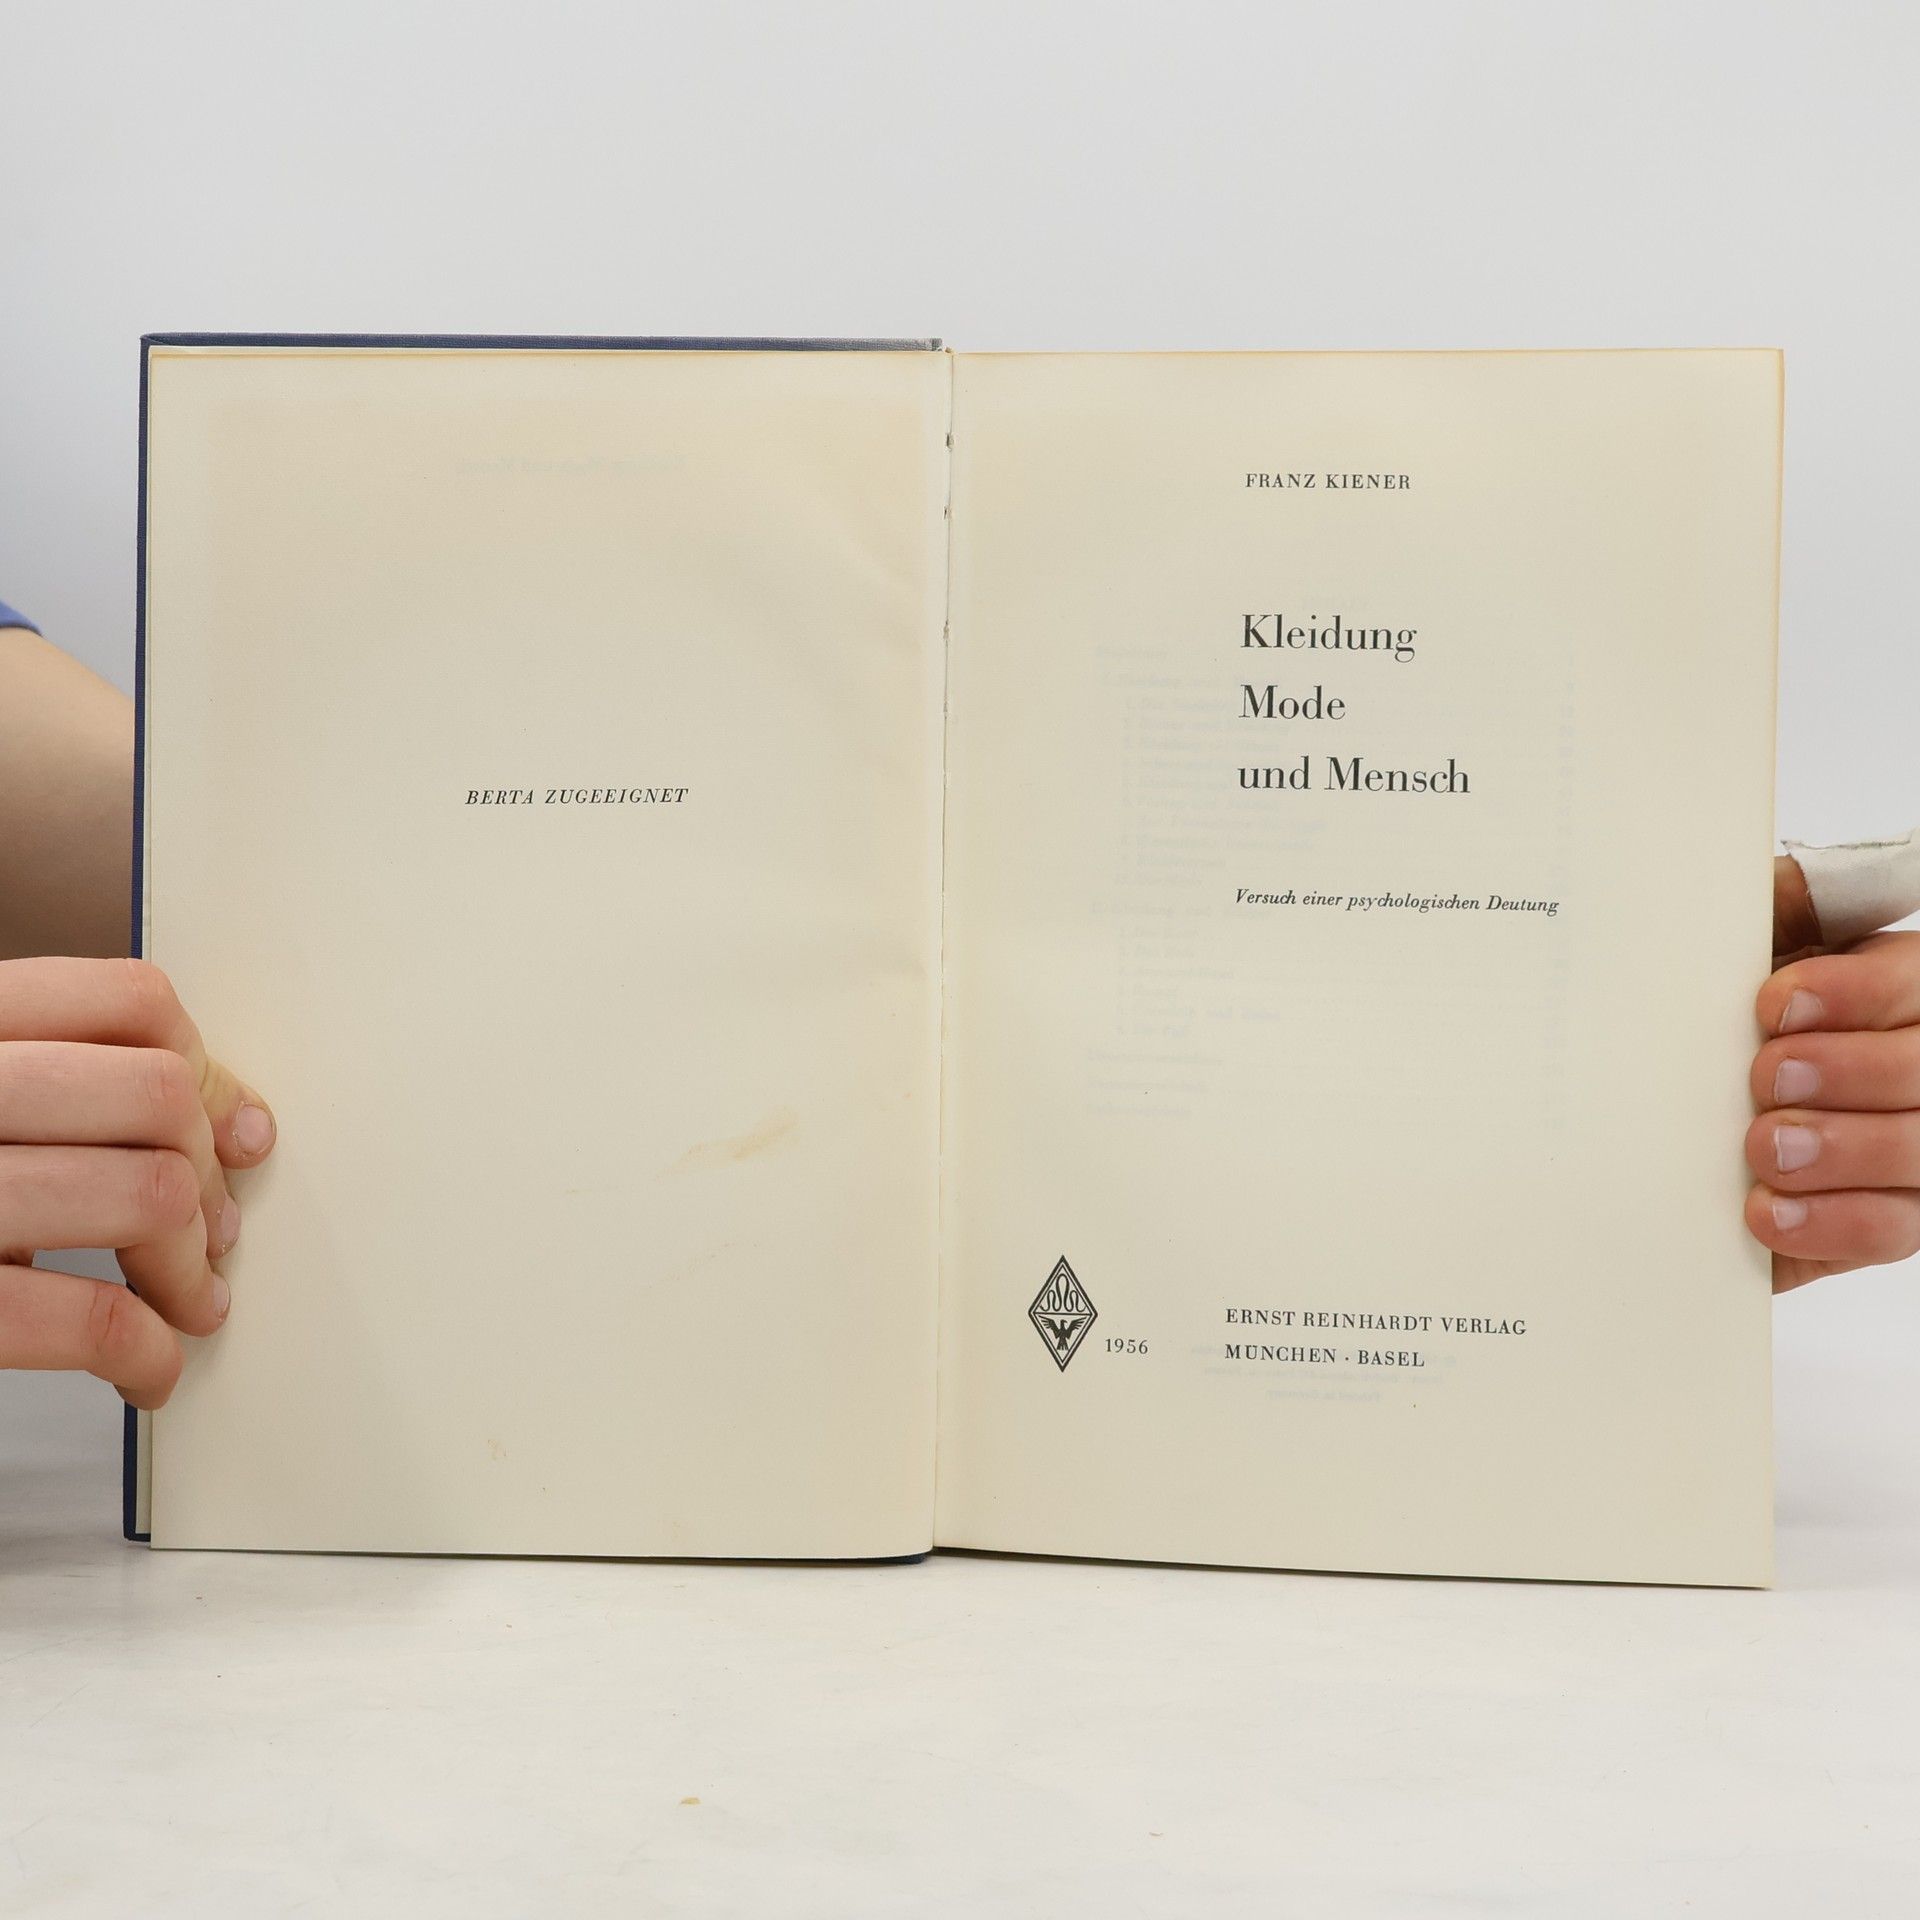 BERTA ZUGEEIGNET
FRANZ KIENER
Kleidung
Mode
und Mensch
Versuch einer psychologischen Deutung
1956
ERNST REINHARDT VERLAG
MÜNCHEN · BASEL